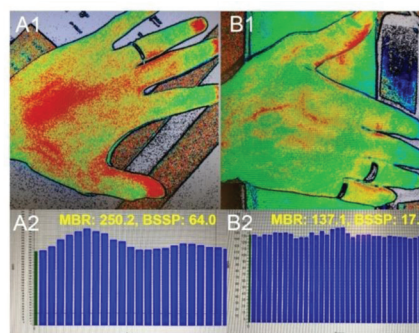 A1
B1
A2
MBR: 250.2, BSSP: 64.0
B2
MBR: 137.1, BSSP: 17.